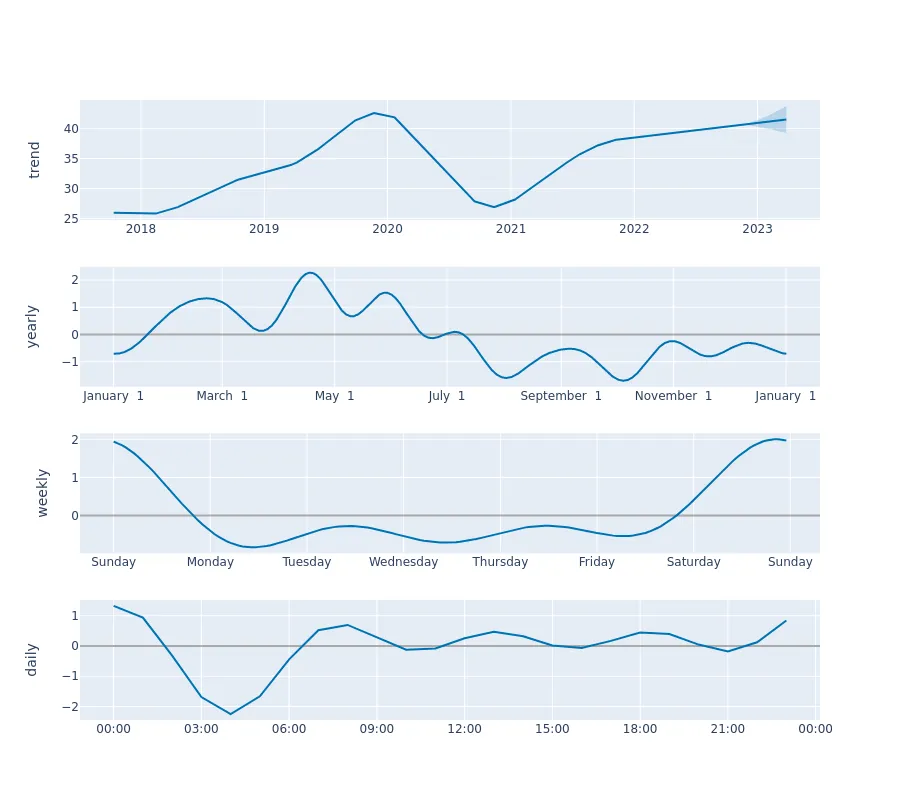 trend
40
35
30
25
2018 2019 2020 2021 2022 2023
yearly
2
1
0
−1
January 1 March 1 May 1 July 1 September 1 November 1 January 1
weekly
2
1
0
Sunday Monday Tuesday Wednesday Thursday Friday Saturday Sunday
daily
1
0
−1
−2
00:00 03:00 06:00 09:00 12:00 15:00 18:00 21:00 00:00